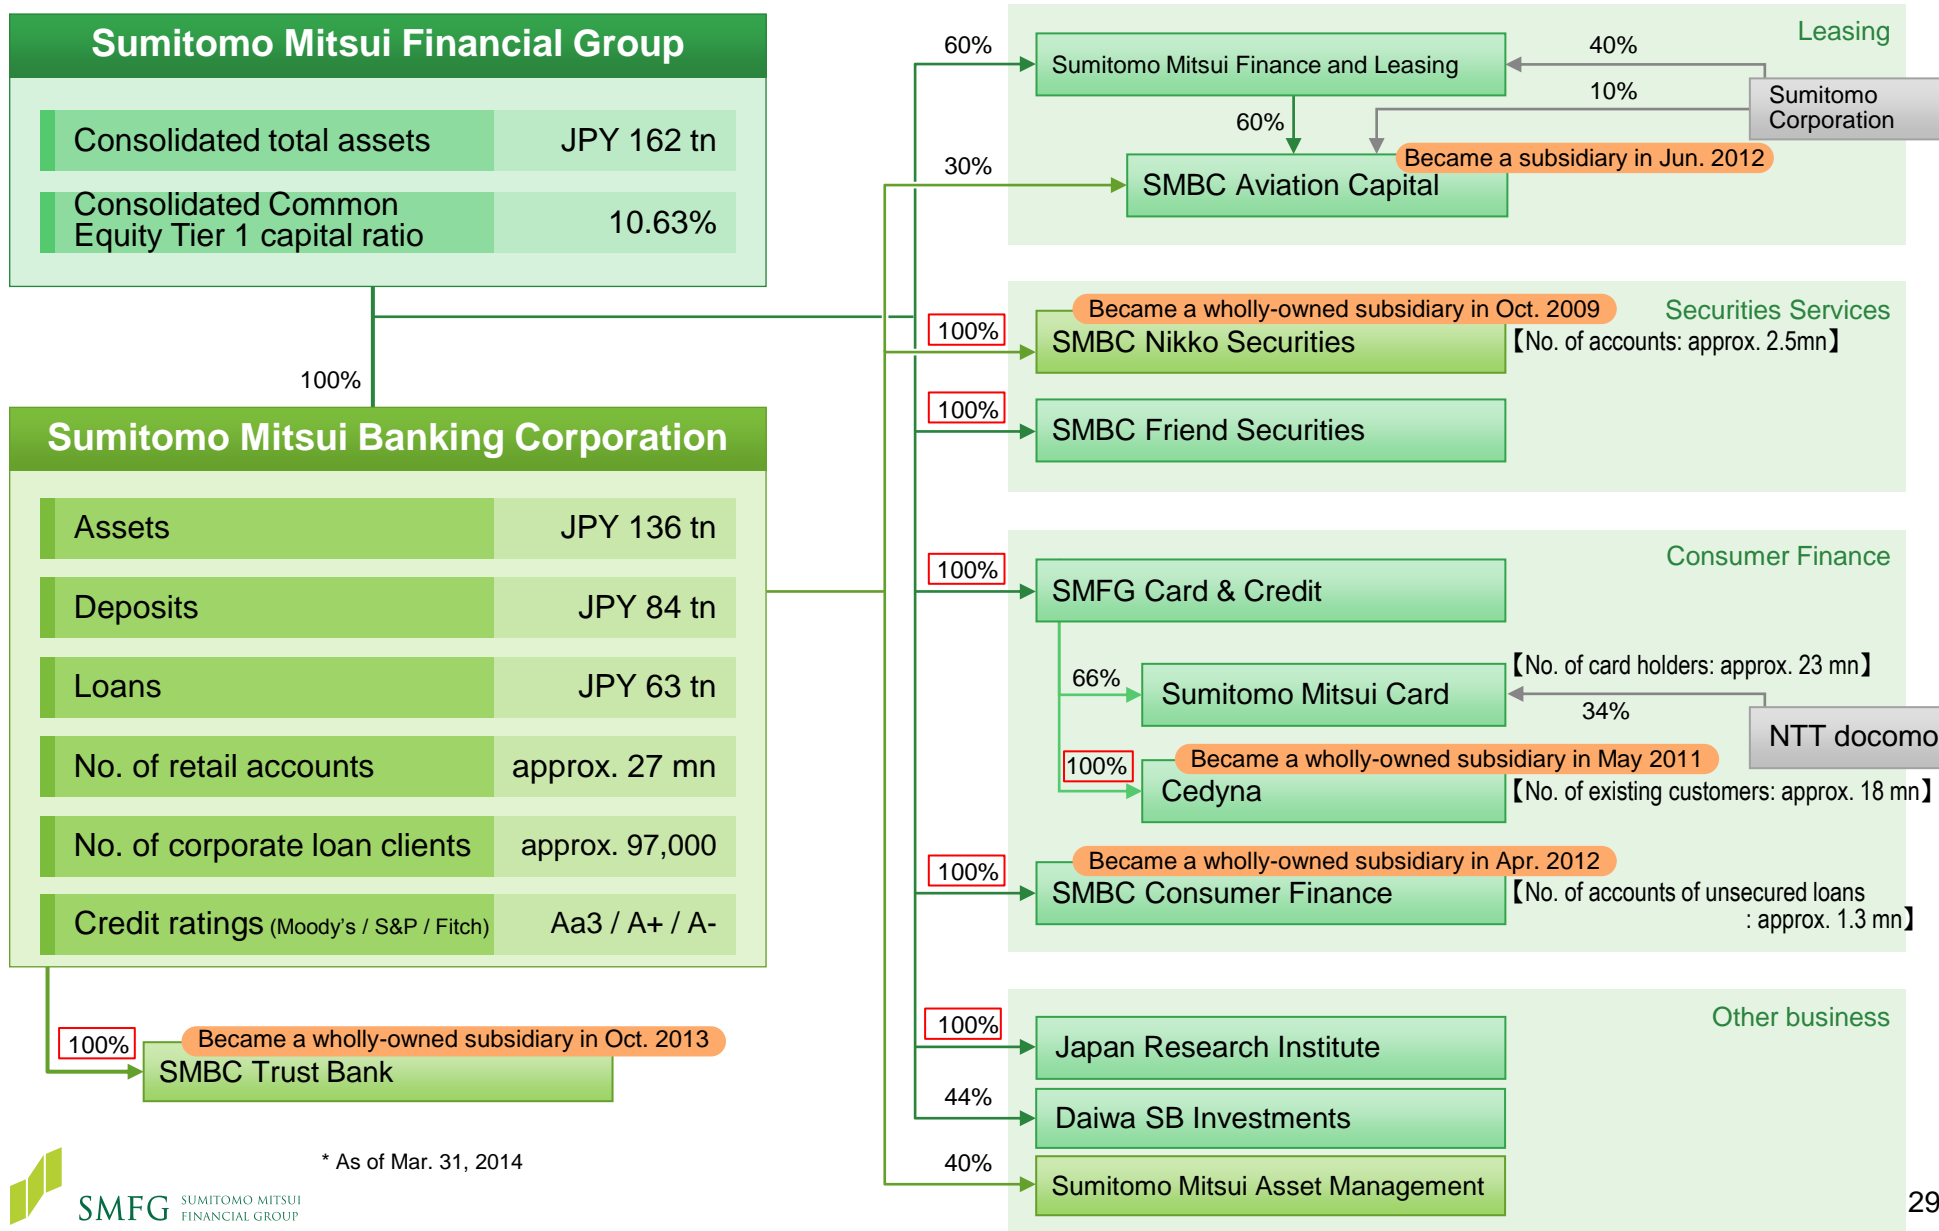 Sumitomo Mitsui Financial Group
Consolidated total assets JPY 162 tn
Consolidated Common
Equity Tier 1 capital ratio 10.63%
100%
Sumitomo Mitsui Banking Corporation
Assets JPY 136 tn
Deposits JPY 84 tn
Loans JPY 63 tn
No. of retail accounts approx. 27 mn
No. of corporate loan clients approx. 97,000
Credit ratings (Moody's / S&P / Fitch) Aa3 / A+ / A-
100%
Became a wholly-owned subsidiary in Oct. 2013
SMBC Trust Bank
* As of Mar. 31, 2014
SMFG SUMITOMO MITSUI
FINANCIAL GROUP
Leasing
60%
Sumitomo Mitsui Finance and Leasing
40%
10%
Sumitomo
Corporation
60%
30%
Became a subsidiary in Jun. 2012
SMBC Aviation Capital
Securities Services
Became a wholly-owned subsidiary in Oct. 2009
100%
SMBC Nikko Securities
【No. of accounts: approx. 2.5mn】
100%
SMBC Friend Securities
Consumer Finance
100%
SMFG Card & Credit
66%
Sumitomo Mitsui Card
【No. of card holders: approx. 23 mn】
34%
NTT docomo
100%
Became a wholly-owned subsidiary in May 2011
Cedyna
【No. of existing customers: approx. 18 mn】
100%
Became a wholly-owned subsidiary in Apr. 2012
SMBC Consumer Finance
【No. of accounts of unsecured loans
: approx. 1.3 mn】
Other business
100%
Japan Research Institute
44%
Daiwa SB Investments
40%
Sumitomo Mitsui Asset Management
29